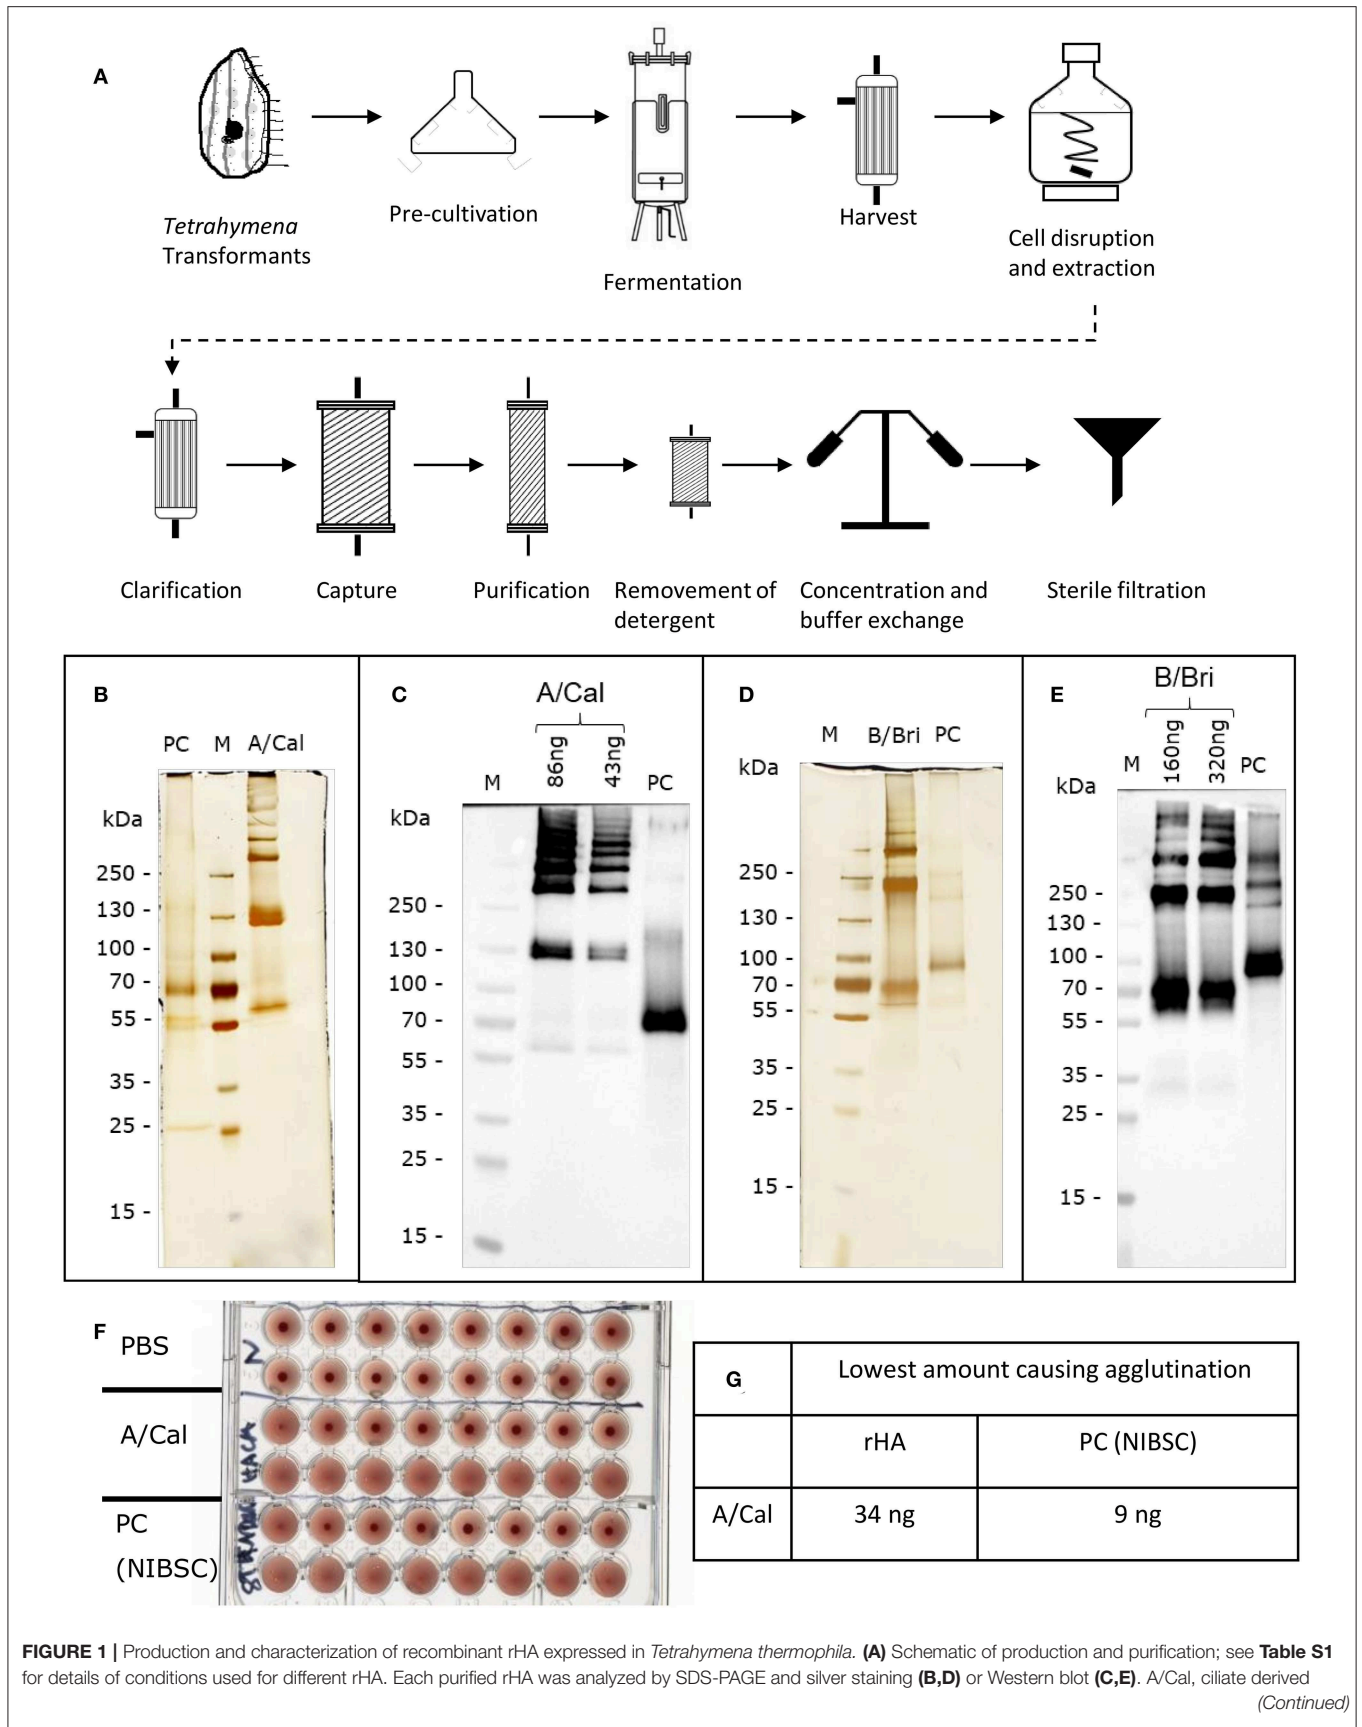 A
Tetrahymena
Transformants
Pre-cultivation
Fermentation
Harvest
Cell disruption
and extraction
Clarification
Capture
Purification
Removement of
detergent
Concentration and
buffer exchange
Sterile filtration
B
PC M A/Cal
kDa
250 -
130 -
100 -
70 -
55 -
35 -
25 -
15 -
C
A/Cal
M 86ng 43ng PC
kDa
250 -
130 -
100 -
70 -
55 -
35 -
25 -
15 -
D
M B/Bri PC
kDa
250 -
130 -
100 -
70 -
55 -
35 -
25 -
15 -
E
B/Bri
M 160ng 320ng PC
kDa
250 -
130 -
100 -
70 -
55 -
35 -
25 -
15 -
F
PBS
A/Cal
PC
(NIBSC)
G Lowest amount causing agglutination
rHA PC (NIBSC)
A/Cal 34 ng 9 ng
FIGURE 1 | Production and characterization of recombinant rHA expressed in Tetrahymena thermophila. (A) Schematic of production and purification; see Table S1
for details of conditions used for different rHA. Each purified rHA was analyzed by SDS-PAGE and silver staining (B,D) or Western blot (C,E). A/Cal, ciliate derived
(Continued)